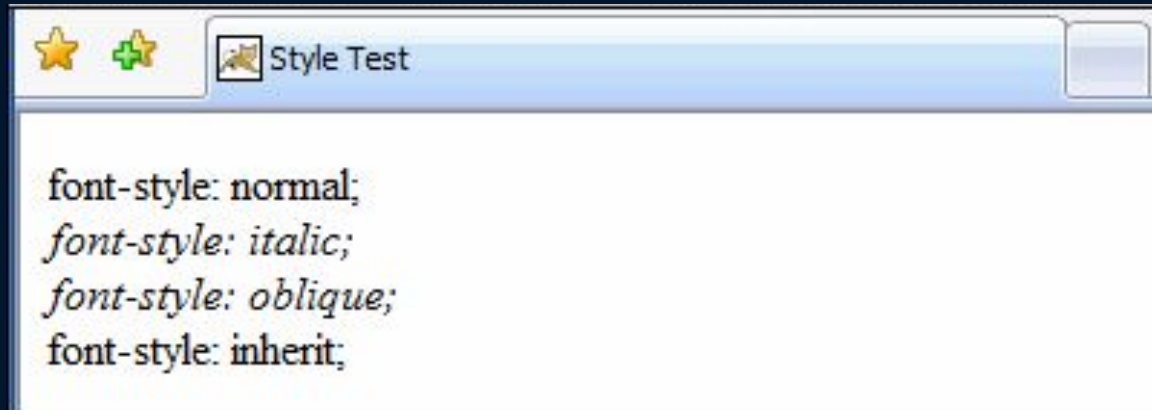 Style Test
font-style: normal;
font-style: italic;
font-style: oblique;
font-style: inherit;